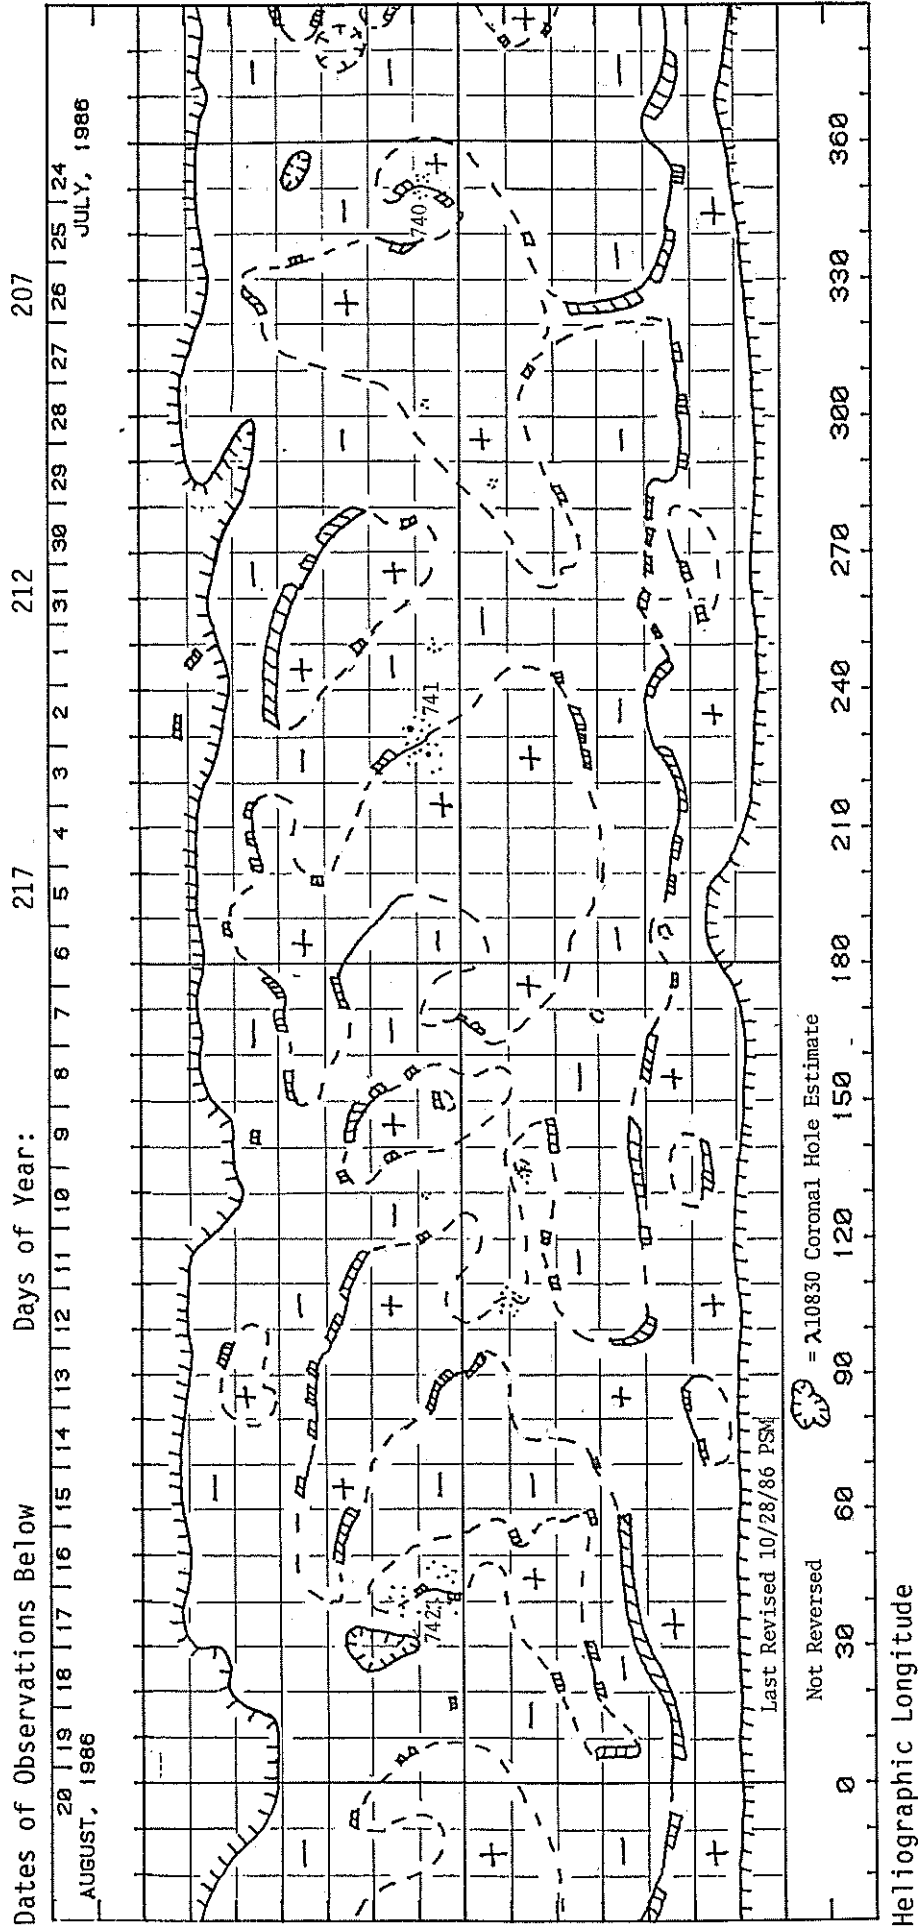 Dates of Observations Below Days of Year: 217 212 207
20 | 19 | 18 | 17 | 16 | 15 | 14 | 13 | 12 | 11 | 10 | 9 | 8 | 7 | 6 | 5 | 4 | 3 | 2 | 1 | 31 | 30 | 29 | 28 | 27 | 26 | 25 | 24
AUGUST, 1986 JULY, 1986
742
741
740
Last Revised 10/28/86 PSM
Not Reversed = λ10830 Coronal Hole Estimate
0 30 60 90 120 150 180 210 240 270 300 330 360
Heliographic Longitude